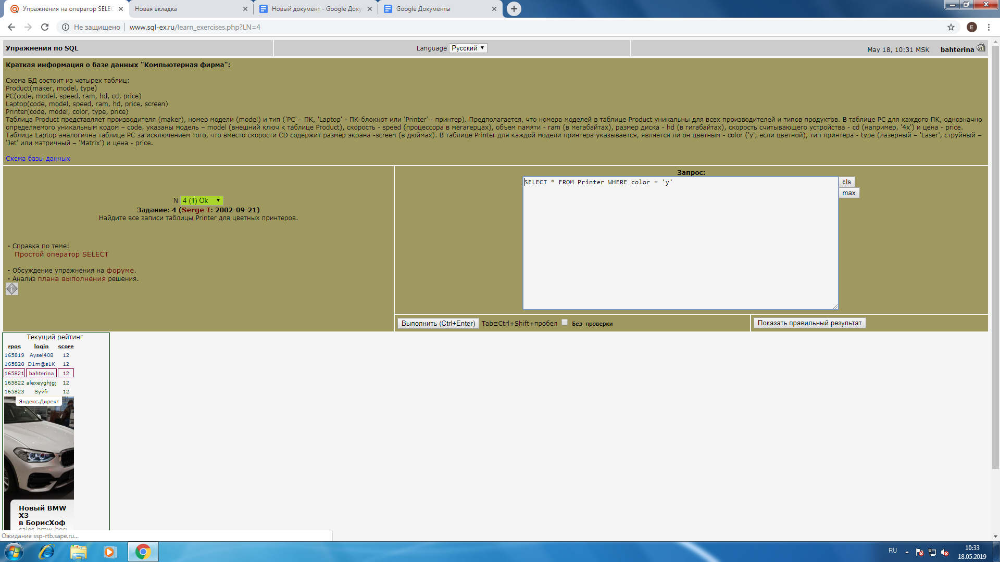 Упражнения на оператор SELEC
Новая вкладка
Новый документ - Google Доку
Google Документы
Не защищено
www.sql-ex.ru/learn_exercises.php?LN=4
E
Упражнения по SQL
Language Русский
May 18, 10:31 MSK bahterina
Краткая информация о базе данных "Компьютерная фирма":
Схема БД состоит из четырех таблиц:
Product(maker, model, type)
PC(code, model, speed, ram, hd, cd, price)
Laptop(code, model, speed, ram, hd, price, screen)
Printer(code, model, color, type, price)
Таблица Product представляет производителя (maker), номер модели (model) и тип ('PC' - ПК, 'Laptop' - ПК-блокнот или 'Printer' - принтер). Предполагается, что номера моделей в таблице Product уникальны для всех производителей и типов продуктов. В таблице PC для каждого ПК, однозначно
определяемого уникальным кодом – code, указаны модель – model (внешний ключ к таблице Product), скорость - speed (процессора в мегагерцах), объем памяти - ram (в мегабайтах), размер диска - hd (в гигабайтах), скорость считывающего устройства - cd (например, '4x') и цена - price.
Таблица Laptop аналогична таблице PC за исключением того, что вместо скорости CD содержит размер экрана -screen (в дюймах). В таблице Printer для каждой модели принтера указывается, является ли он цветным - color ('y', если цветной), тип принтера - type (лазерный – 'Laser', струйный –
'Jet' или матричный – 'Matrix') и цена - price.
Схема базы данных
N 4 (1) Ok
Задание: 4 (Serge I: 2002-09-21)
Найдите все записи таблицы Printer для цветных принтеров.
• Справка по теме:
Простой оператор SELECT
• Обсуждение упражнения на форуме.
• Анализ плана выполнения решения.
Запрос:
SELECT * FROM Printer WHERE color = 'y'
cls
max
Выполнить (Ctrl+Enter) Tab≡Ctrl+Shift+пробел Без проверки
Показать правильный результат
Текущий рейтинг
rpos login score
165819 Aysel408 12
165820 D1m@s1K 12
165821 bahterina 12
165822 alexeyghjgj 12
165823 Syvfr 12
Яндекс.Директ
Новый BMW
X3
в БорисХоф
sales.bmw-bori
Ожидание ssp-rtb.sape.ru...
RU
10:33
18.05.2019